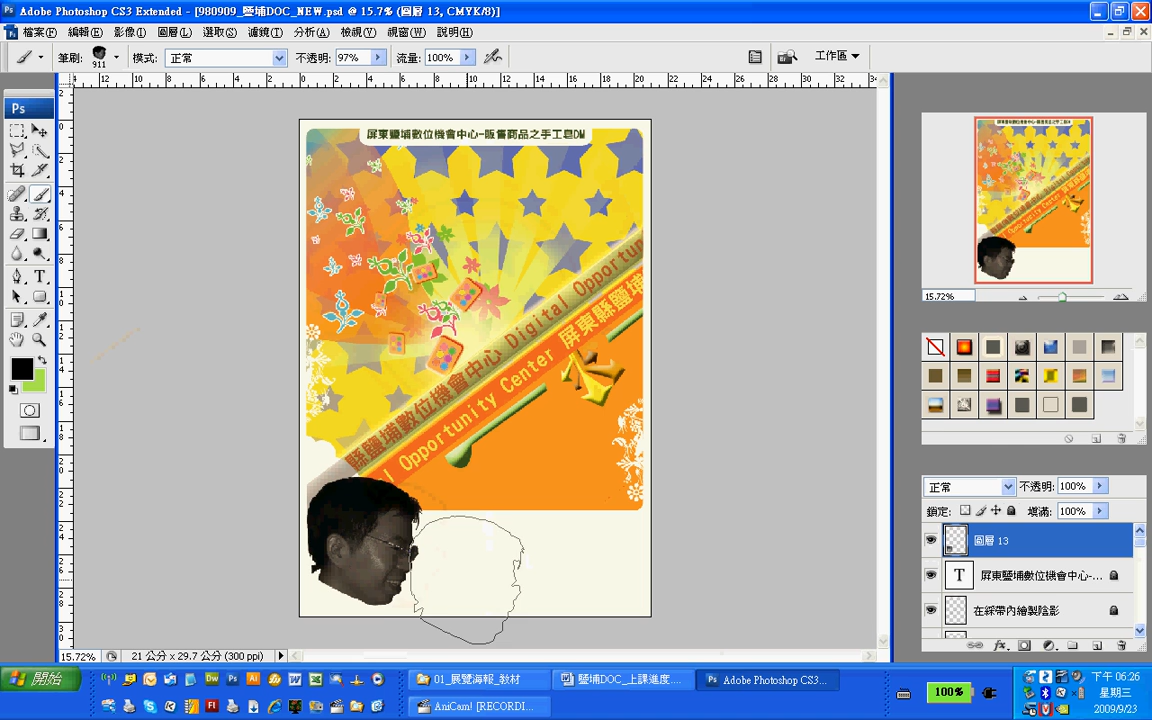 Adobe Photoshop CS3 Extended - [980909_鹽埔DOC_NEW.psd @ 15.7% (圖層 13, CMYK/8)]
檔案(F) 編輯(E) 影像(I) 圖層(L) 選取(S) 濾鏡(T) 分析(A) 檢視(V) 視窗(W) 說明(H)
筆刷: 911 模式: 正常 不透明: 97% 流量: 100% 工作區
Ps
屏東鹽埔數位機會中心-販售商品之手工皂DM
縣鹽埔數位機會中心 Digital Opportun
l Opportunity Center 屏東縣鹽埔
15.72%
正常 不透明: 100%
鎖定: 填滿: 100%
圖層 13
T 屏東鹽埔數位機會中心-...
在綵帶內繪製陰影
15.72% 21 公分 x 29.7 公分 (300 ppi)
開始
01_展覽海報_教材
鹽埔DOC_上課進度....
Adobe Photoshop CS3...
AniCam! [RECORDI...
100%
下午 06:26
星期三
2009/9/23